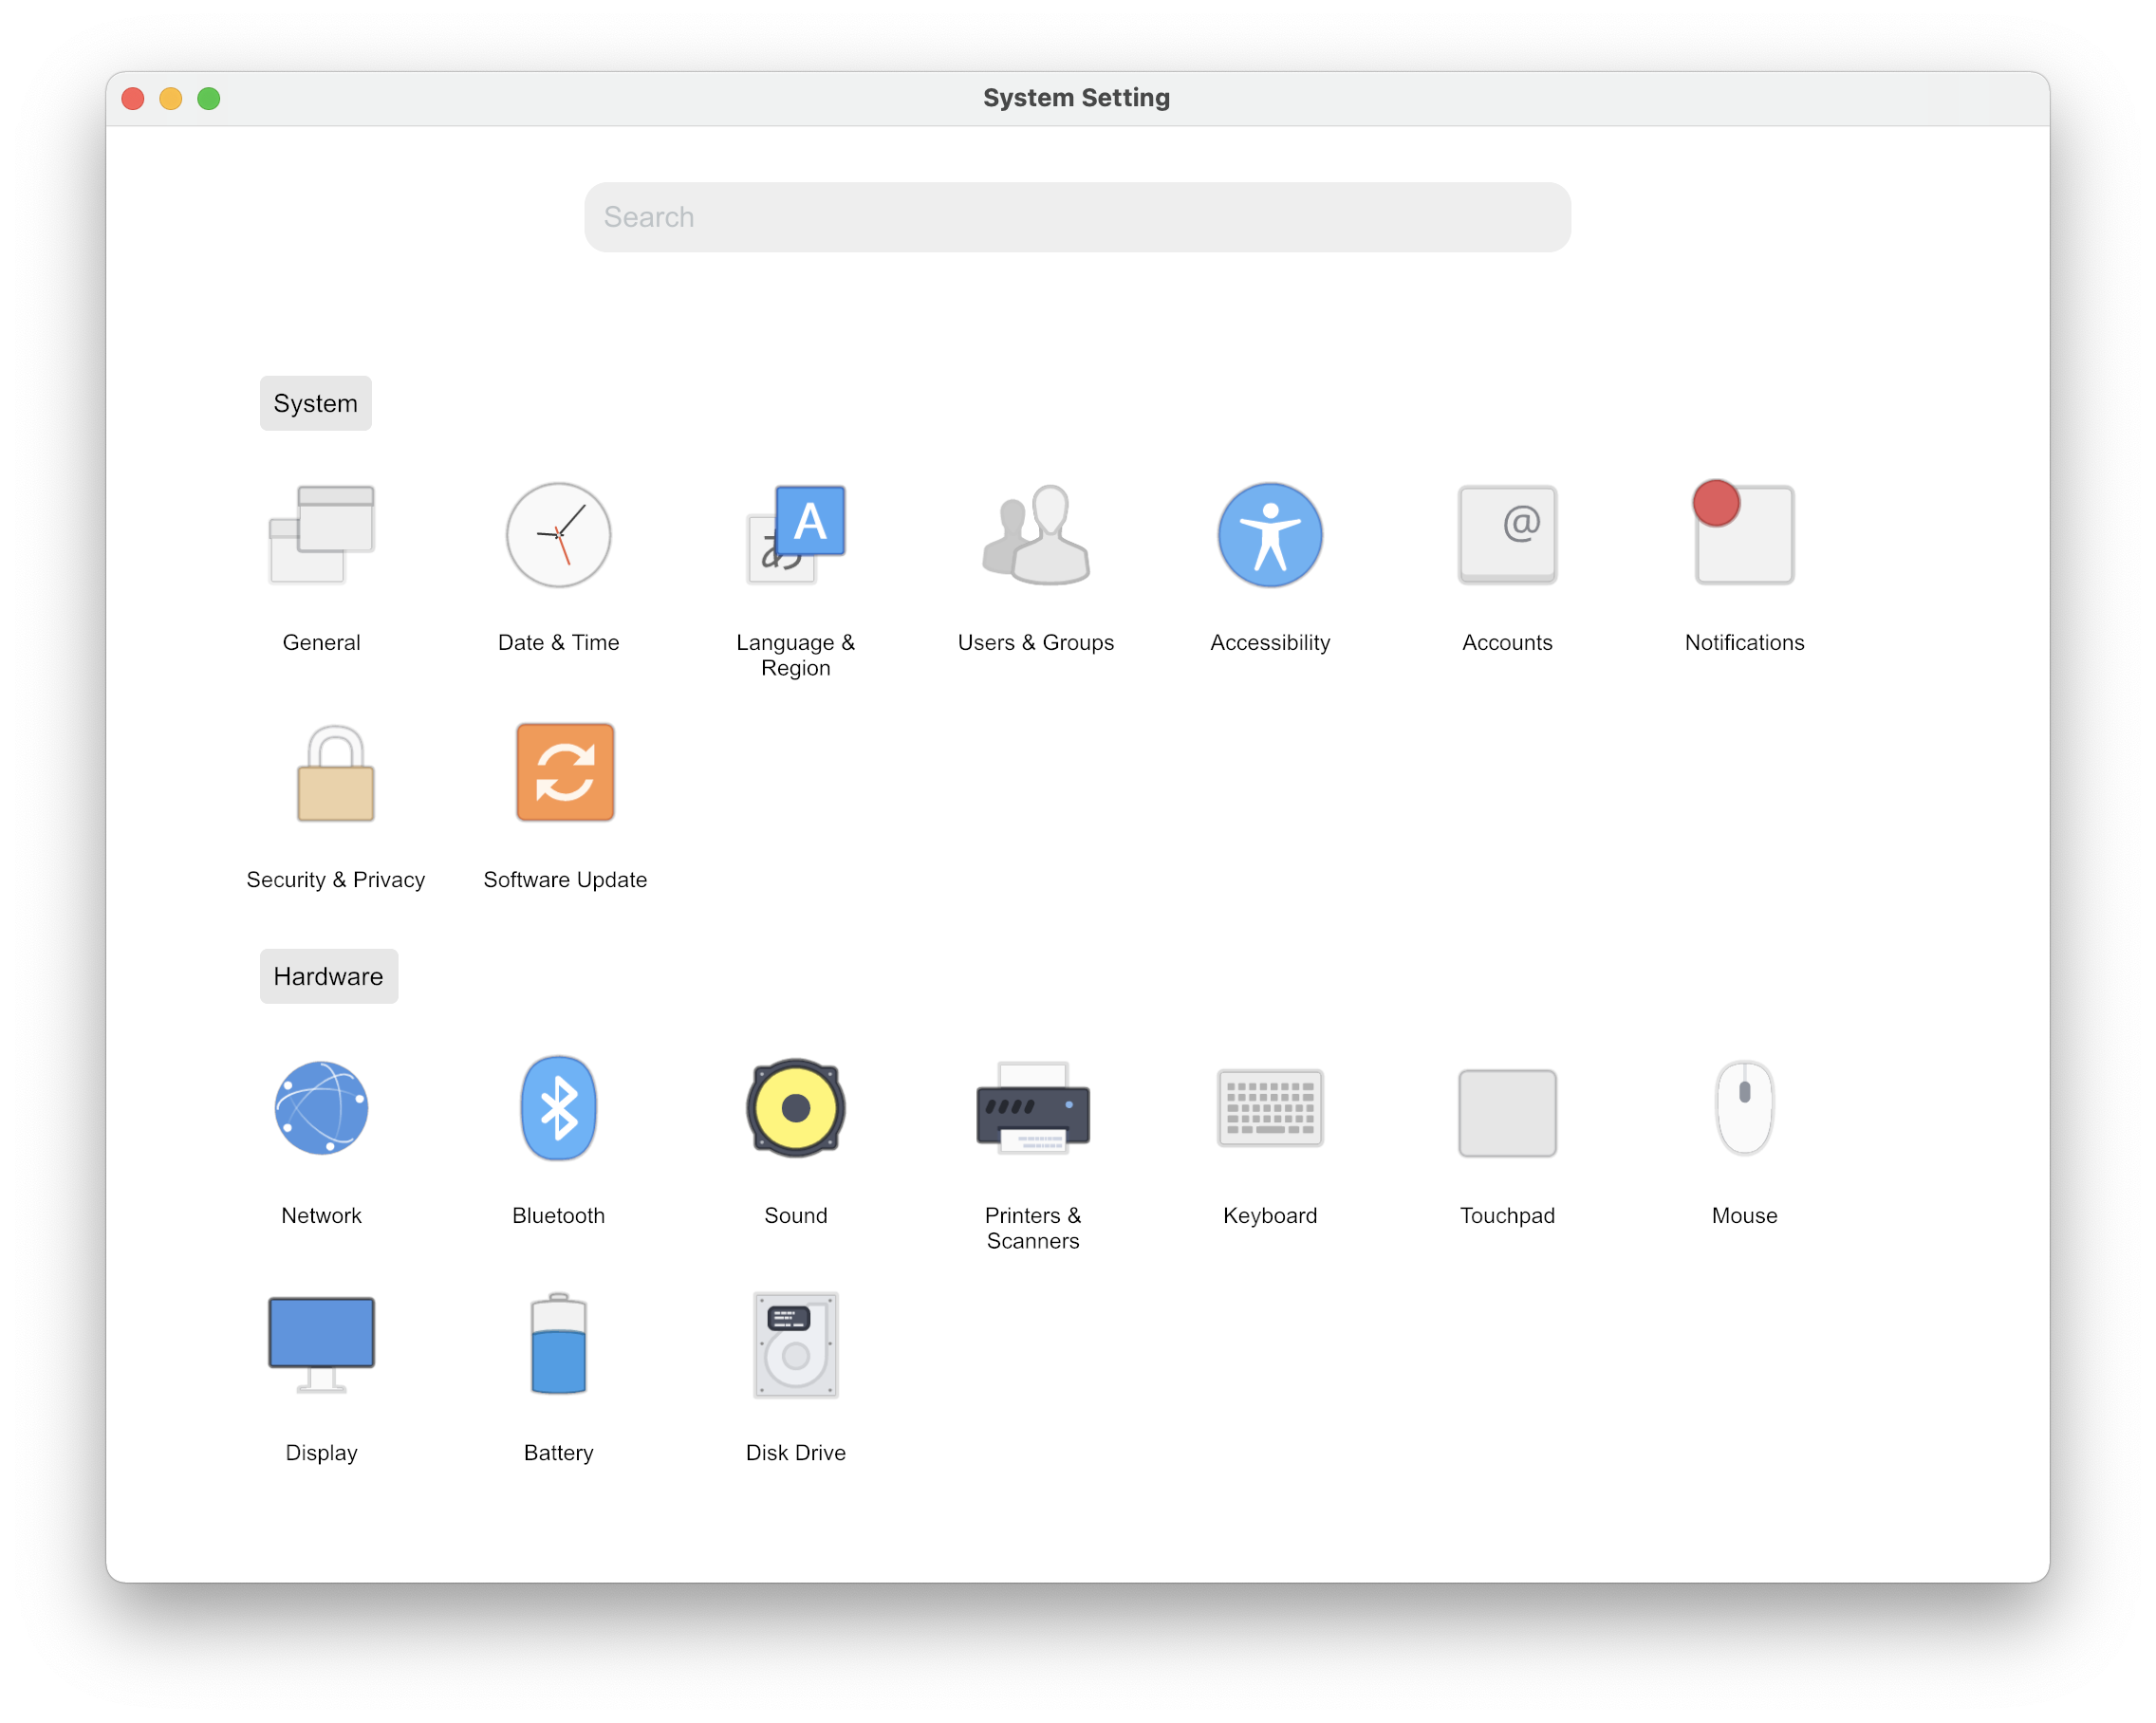 System Setting
Search
System
A
あ
@
General
Date & Time
Language &
Region
Users & Groups
Accessibility
Accounts
Notifications
Security & Privacy
Software Update
Hardware
Network
Bluetooth
Sound
Printers &
Scanners
Keyboard
Touchpad
Mouse
Display
Battery
Disk Drive